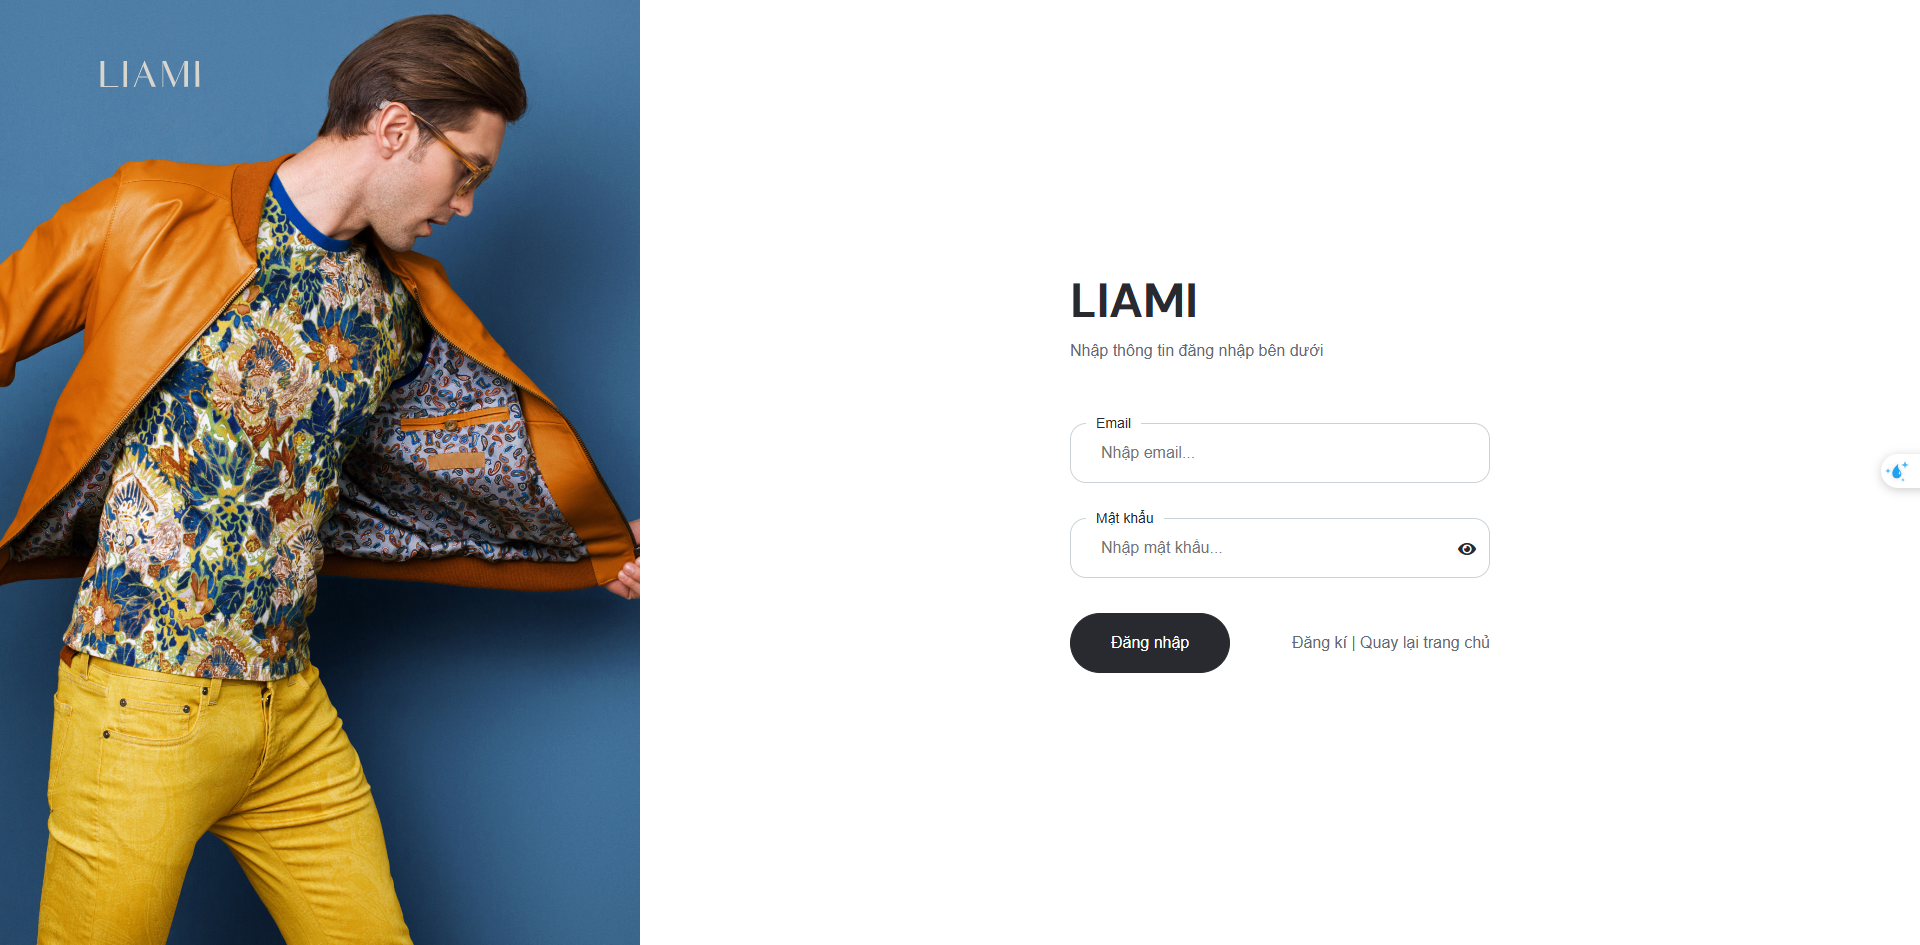 LIAMI
LIAMI
Nhập thông tin đăng nhập bên dưới
Email
Nhập email...
Mật khẩu
Nhập mật khẩu...
Đăng nhập
Đăng kí | Quay lại trang chủ